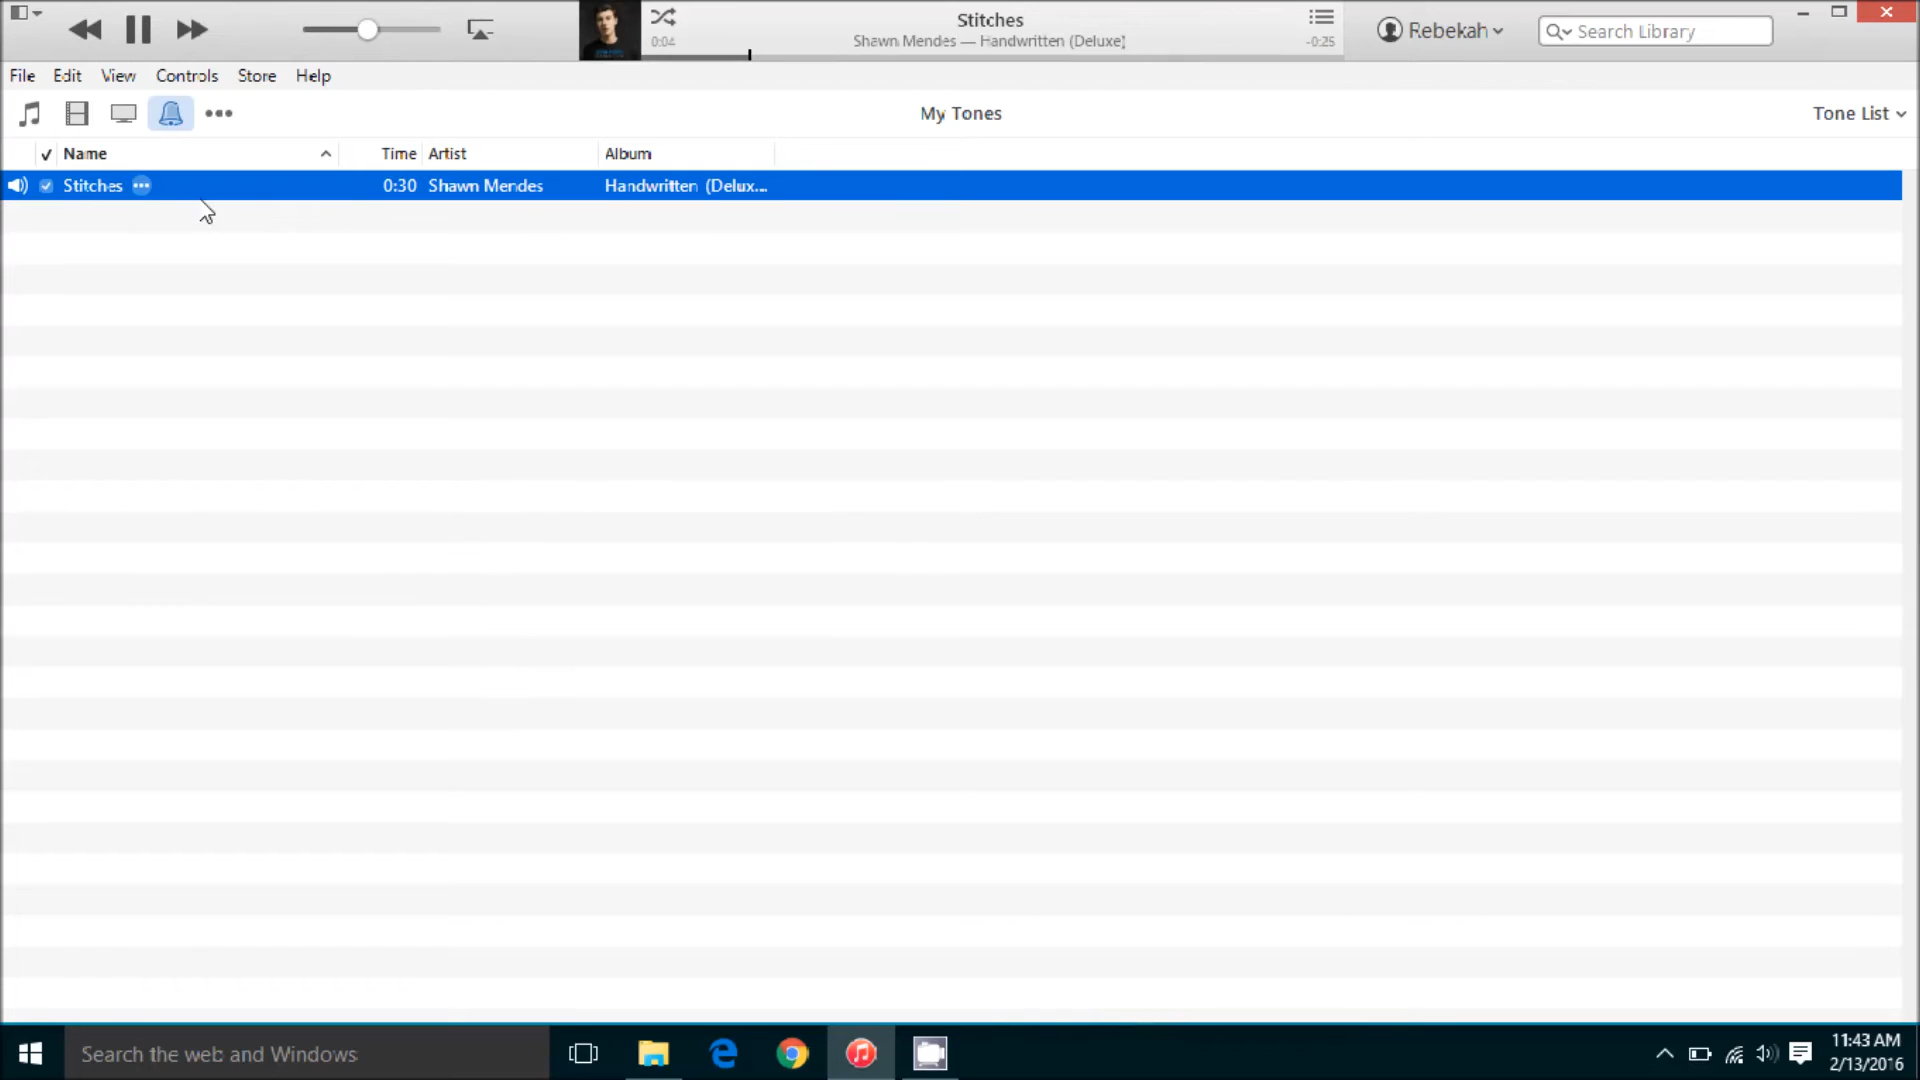 Stitches
0:04
Shawn Mendes — Handwritten (Deluxe)
-0:25
Rebekah
Search Library
File Edit View Controls Store Help
My Tones
Tone List
Name Time Artist Album
Stitches 0:30 Shawn Mendes Handwritten (Delux...
Search the web and Windows
11:43 AM
2/13/2016